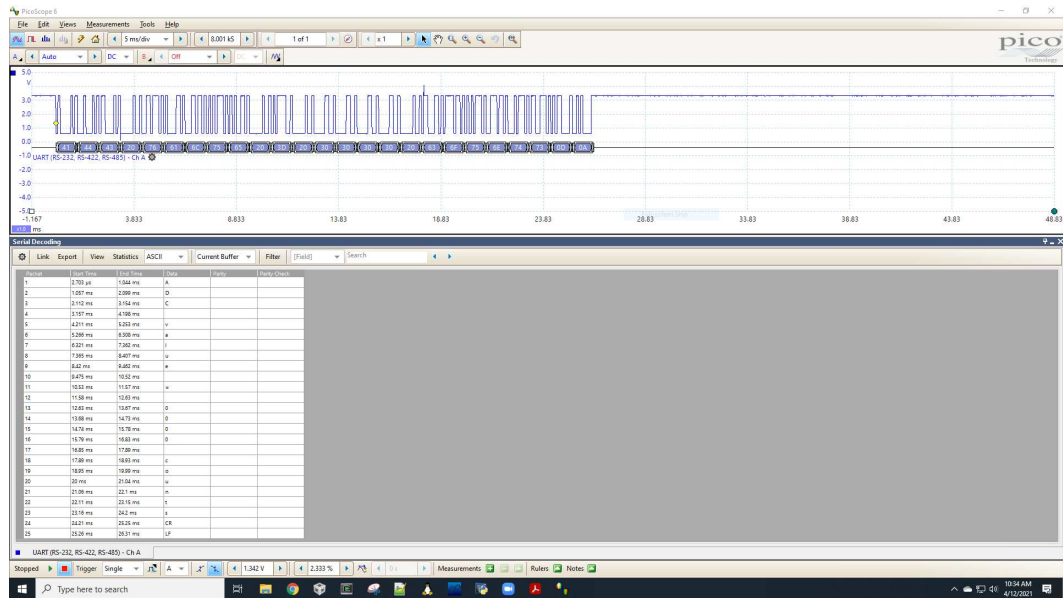 PicoScope 6
File Edit Views Measurements Tools Help
5 ms/div 8.001 kS 1 of 1 x 1
pico
Technology
A Auto DC B Off DC
5.0
V
3.0
2.0
1.0
0.0
-1.0
-2.0
-3.0
-4.0
-5.0
41 44 43 20 76 61 6C 75 65 20 3D 20 30 30 30 30 20 63 6F 75 6E 74 73 0D 0A
UART (RS-232, RS-422, RS-485) - Ch A
-1.167 3.833 8.833 13.83 18.83 23.83 28.83 33.83 38.83 43.83 48.83
x1.0 ms
Serial Decoding
Link Export View Statistics ASCII Current Buffer Filter [Field] Search
Packet Start Time End Time Data Parity Parity Check
1 2.703 µs 1.044 ms A
2 1.057 ms 2.099 ms D
3 2.112 ms 3.154 ms C
4 3.157 ms 4.198 ms
5 4.211 ms 5.253 ms v
6 5.266 ms 6.308 ms a
7 6.321 ms 7.362 ms l
8 7.365 ms 8.407 ms u
9 8.42 ms 9.462 ms e
10 9.475 ms 10.52 ms
11 10.53 ms 11.57 ms =
12 11.58 ms 12.63 ms
13 12.63 ms 13.67 ms 0
14 13.68 ms 14.73 ms 0
15 14.74 ms 15.78 ms 0
16 15.79 ms 16.83 ms 0
17 16.85 ms 17.89 ms
18 17.89 ms 18.93 ms c
19 18.95 ms 19.99 ms o
20 20 ms 21.04 ms u
21 21.06 ms 22.1 ms n
22 22.11 ms 23.15 ms t
23 23.16 ms 24.2 ms s
24 24.21 ms 25.25 ms CR
25 25.26 ms 26.31 ms LF
UART (RS-232, RS-422, RS-485) - Ch A
Stopped Trigger Single A 1.342 V 2.333 % 0 s Measurements Rulers Notes
Type here to search
10:34 AM
4/12/2021